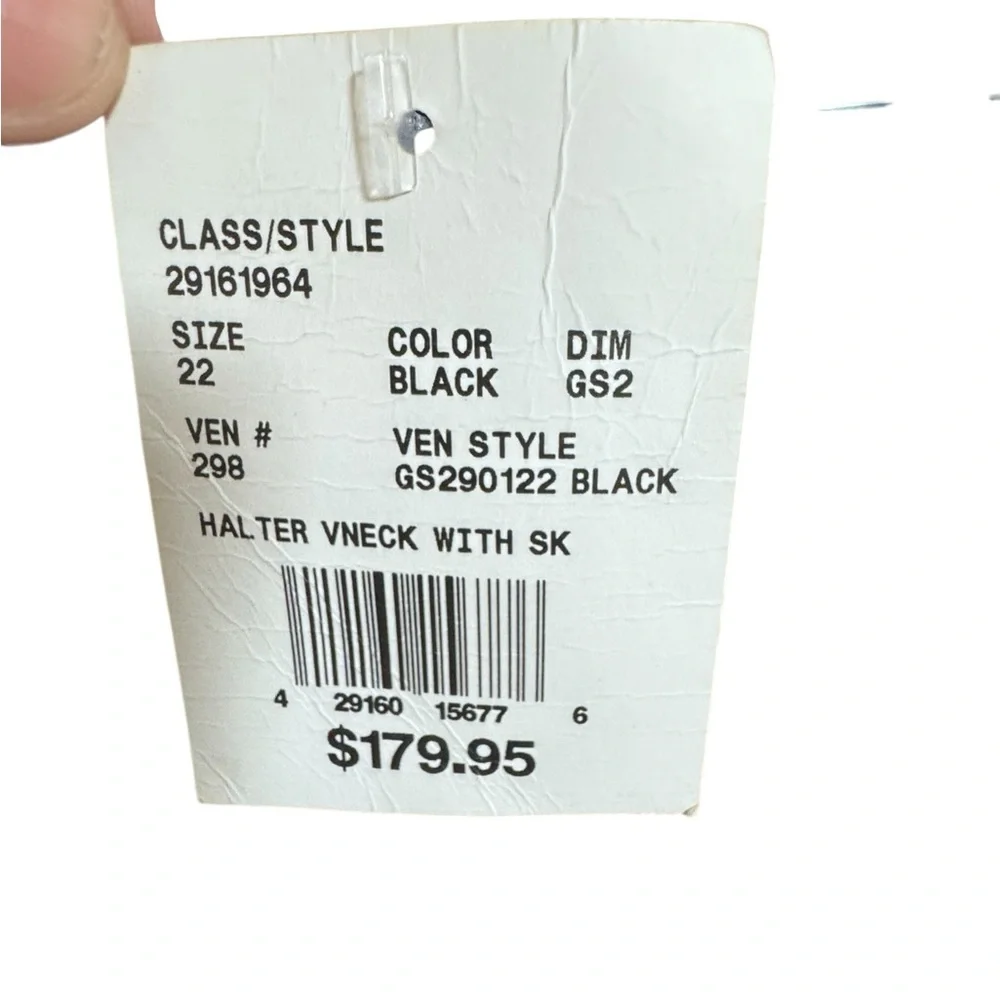 CLASS/STYLE
29161964
SIZE COLOR DIM
22 BLACK GS2
VEN # VEN STYLE
298 GS290122 BLACK
HALTER VNECK WITH SK
4 29160 15677 6
$179.95